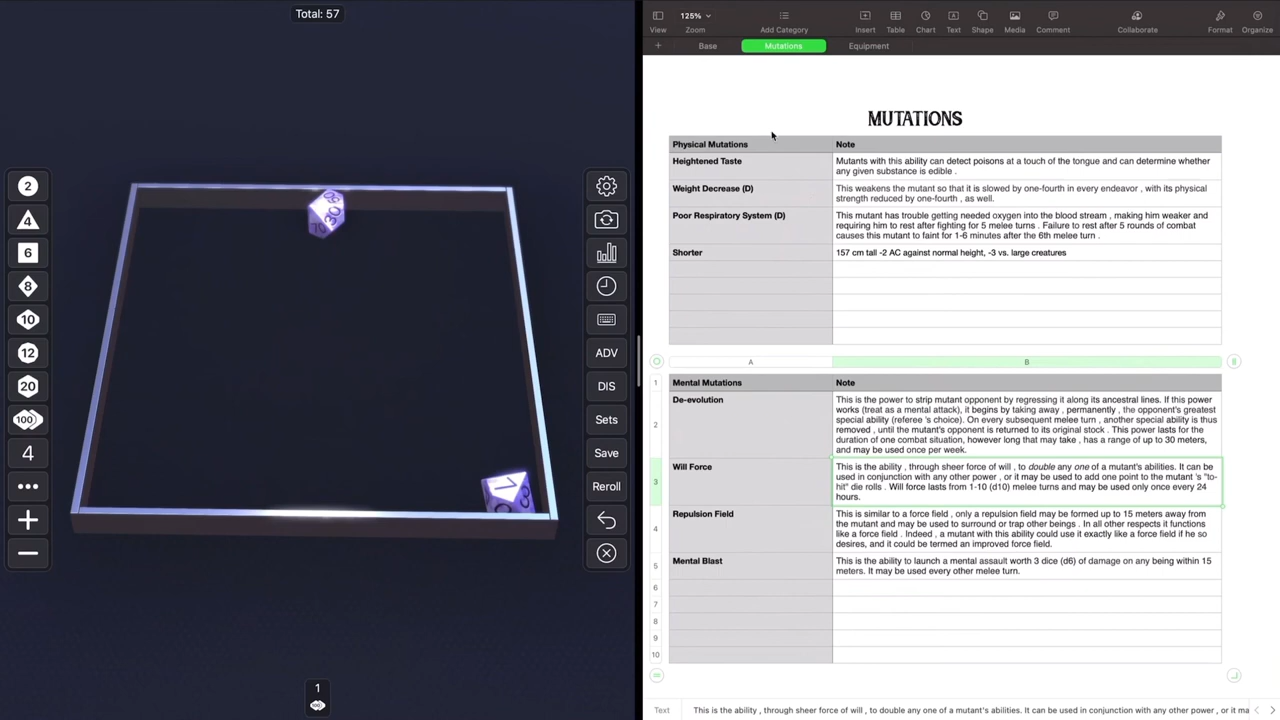 Total: 57
2
4
6
8
10
12
20
100
4
ADV
DIS
Sets
Save
Reroll
1
125%
View
Zoom
Add Category
Insert
Table
Chart
Text
Shape
Media
Comment
Collaborate
Format
Organize
Base
Mutations
Equipment
MUTATIONS
Physical Mutations
Note
Heightened Taste
Mutants with this ability can detect poisons at a touch of the tongue and can determine whether
any given substance is edible .
Weight Decrease (D)
This weakens the mutant so that it is slowed by one-fourth in every endeavor , with its physical
strength reduced by one-fourth , as well.
Poor Respiratory System (D)
This mutant has trouble getting needed oxygen into the blood stream , making him weaker and
requiring him to rest after fighting for 5 melee turns . Failure to rest after 5 rounds of combat
causes this mutant to faint for 1-6 minutes after the 6th melee turn .
Shorter
157 cm tall -2 AC against normal height, -3 vs. large creatures
A
B
1
Mental Mutations
Note
2
De-evolution
This is the power to strip mutant opponent by regressing it along its ancestral lines. If this power
works (treat as a mental attack), it begins by taking away , permanently , the opponent's greatest
special ability (referee 's choice). On every subsequent melee turn , another special ability is thus
removed , until the mutant's opponent is returned to its original stock . This power lasts for the
duration of one combat situation, however long that may take , has a range of up to 30 meters,
and may be used once per week.
3
Will Force
This is the ability , through sheer force of will , to double any one of a mutant's abilities. It can be
used in conjunction with any other power , or it may be used to add one point to the mutant 's "to-
hit" die rolls . Will force lasts from 1-10 (d10) melee turns and may be used only once every 24
hours.
4
Repulsion Field
This is similar to a force field , only a repulsion field may be formed up to 15 meters away from
the mutant and may be used to surround or trap other beings . In all other respects it functions
like a force field . Indeed , a mutant with this ability could use it exactly like a force field if he so
desires, and it could be termed an improved force field.
5
Mental Blast
This is the ability to launch a mental assault worth 3 dice (d6) of damage on any being within 15
meters. It may be used every other melee turn.
6
7
8
9
10
Text
This is the ability , through sheer force of will , to double any one of a mutant's abilities. It can be used in conjunction with any other power , or it ma